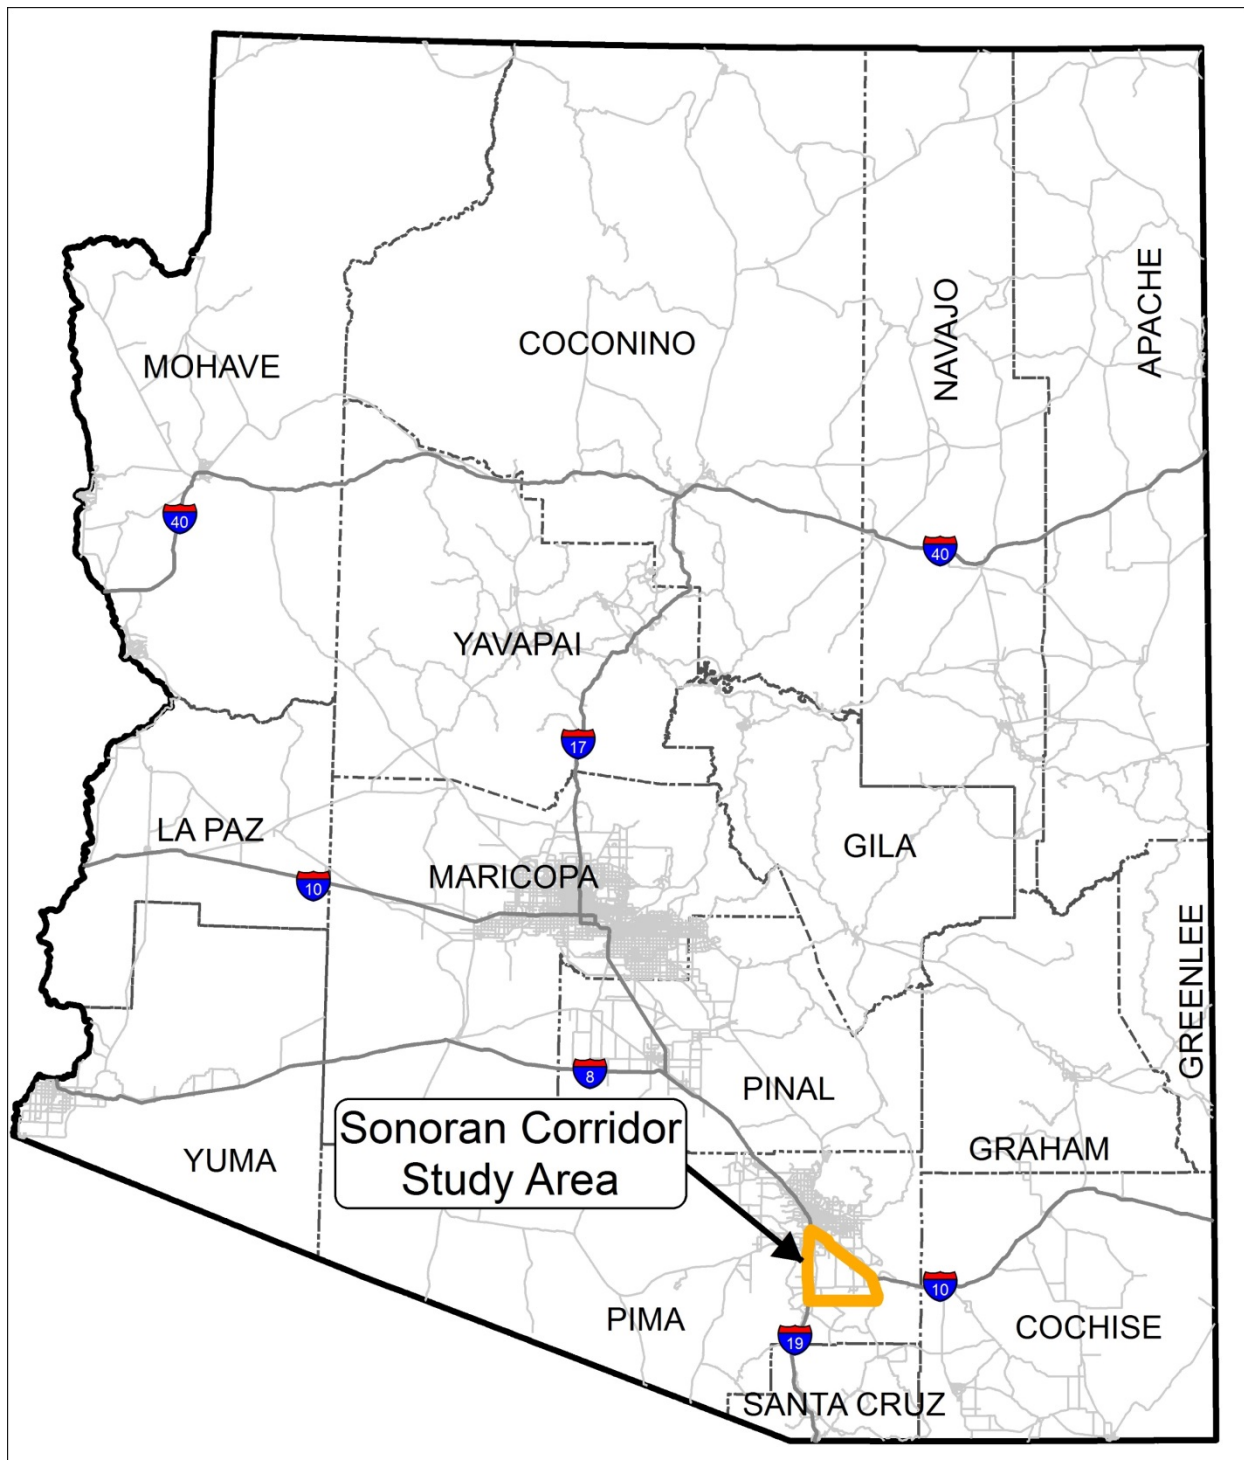 APACHE
NAVAJO
COCONINO
MOHAVE
40
40
YAVAPAI
17
LA PAZ
GILA
MARICOPA
10
GREENLEE
8
PINAL
Sonoran Corridor
Study Area
GRAHAM
YUMA
10
PIMA
COCHISE
19
SANTA CRUZ